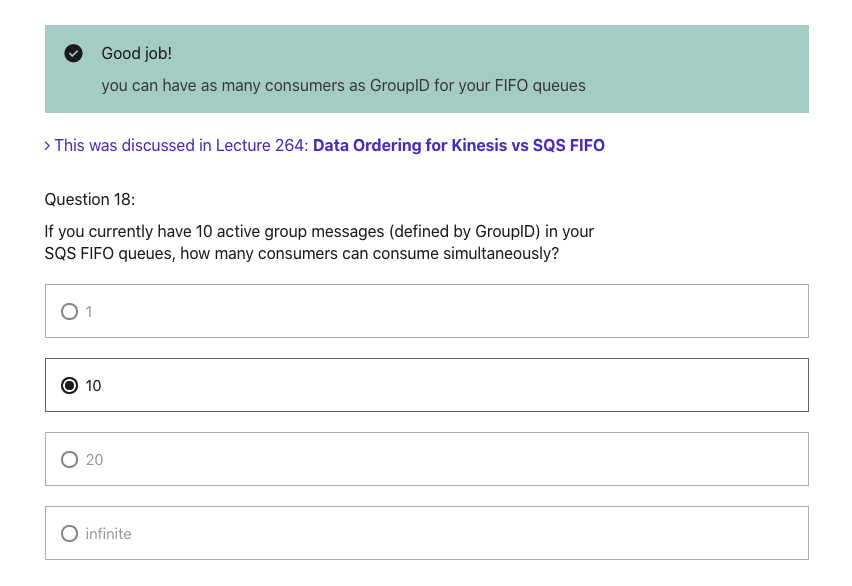 Good job!
you can have as many consumers as GroupID for your FIFO queues
This was discussed in Lecture 264: Data Ordering for Kinesis vs SQS FIFO
Question 18:
If you currently have 10 active group messages (defined by GroupID) in your
SQS FIFO queues, how many consumers can consume simultaneously?
1
10
20
infinite